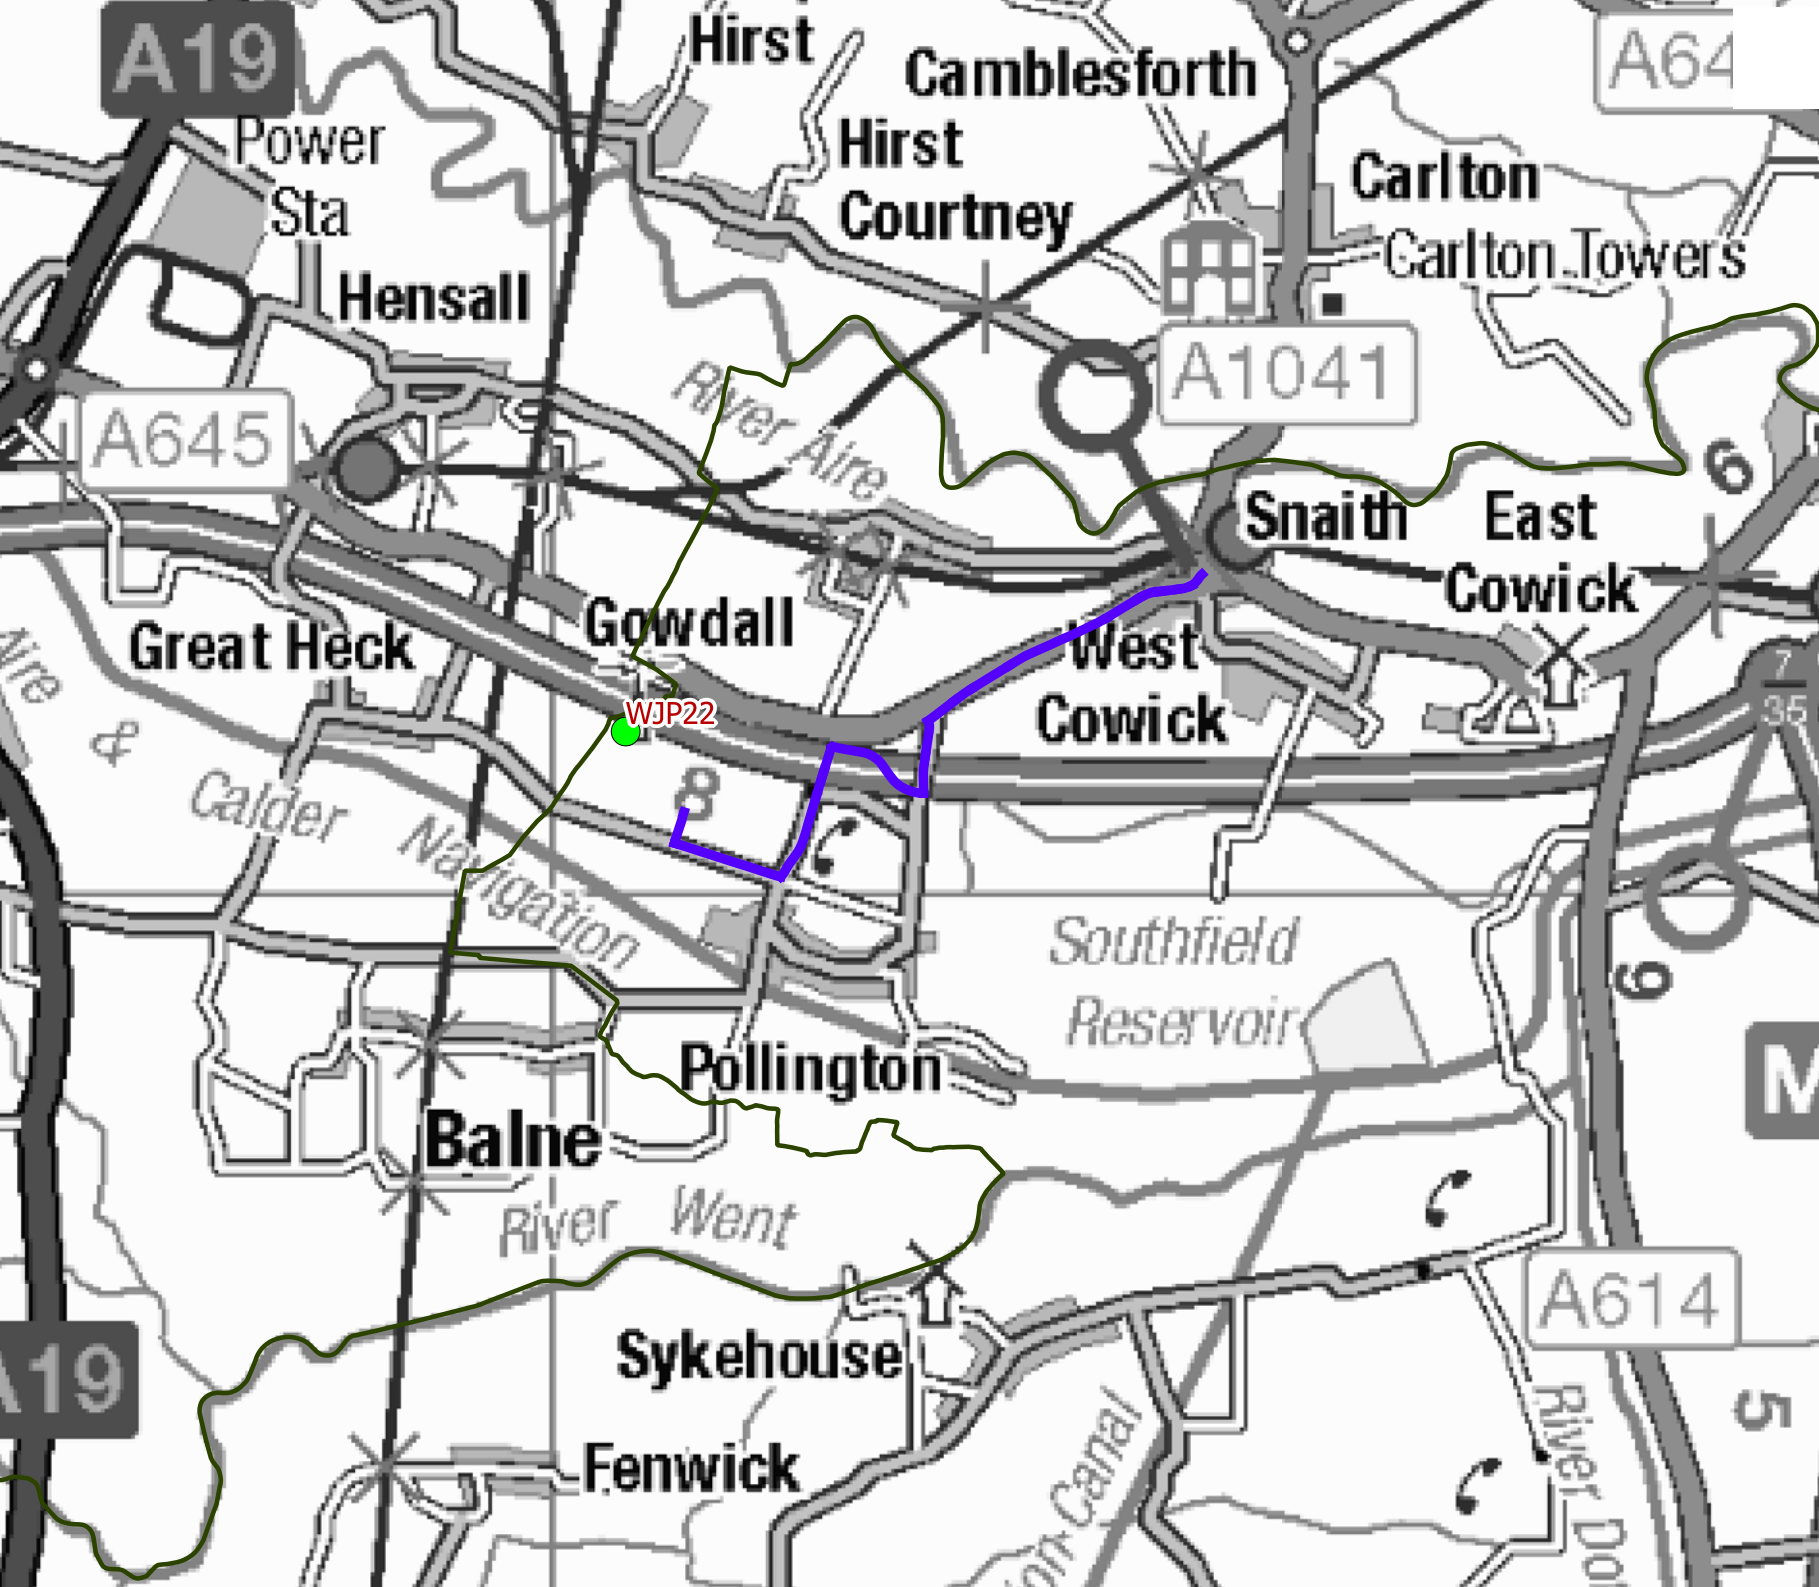 A19
Power
Sta
Hirst
Camblesforth
A64
Hirst
Courtney
Carlton
Carlton Towers
Hensall
River Aire
A1041
A645
6
Snaith
East
Cowick
Gowdall
Great Heck
West
Cowick
7
35
WJP22
Aire & Calder Navigation
8
Southfield
Reservoir
9
M
Pollington
Balne
River Went
A614
A19
Sykehouse
5
Fenwick
Canal
River Do